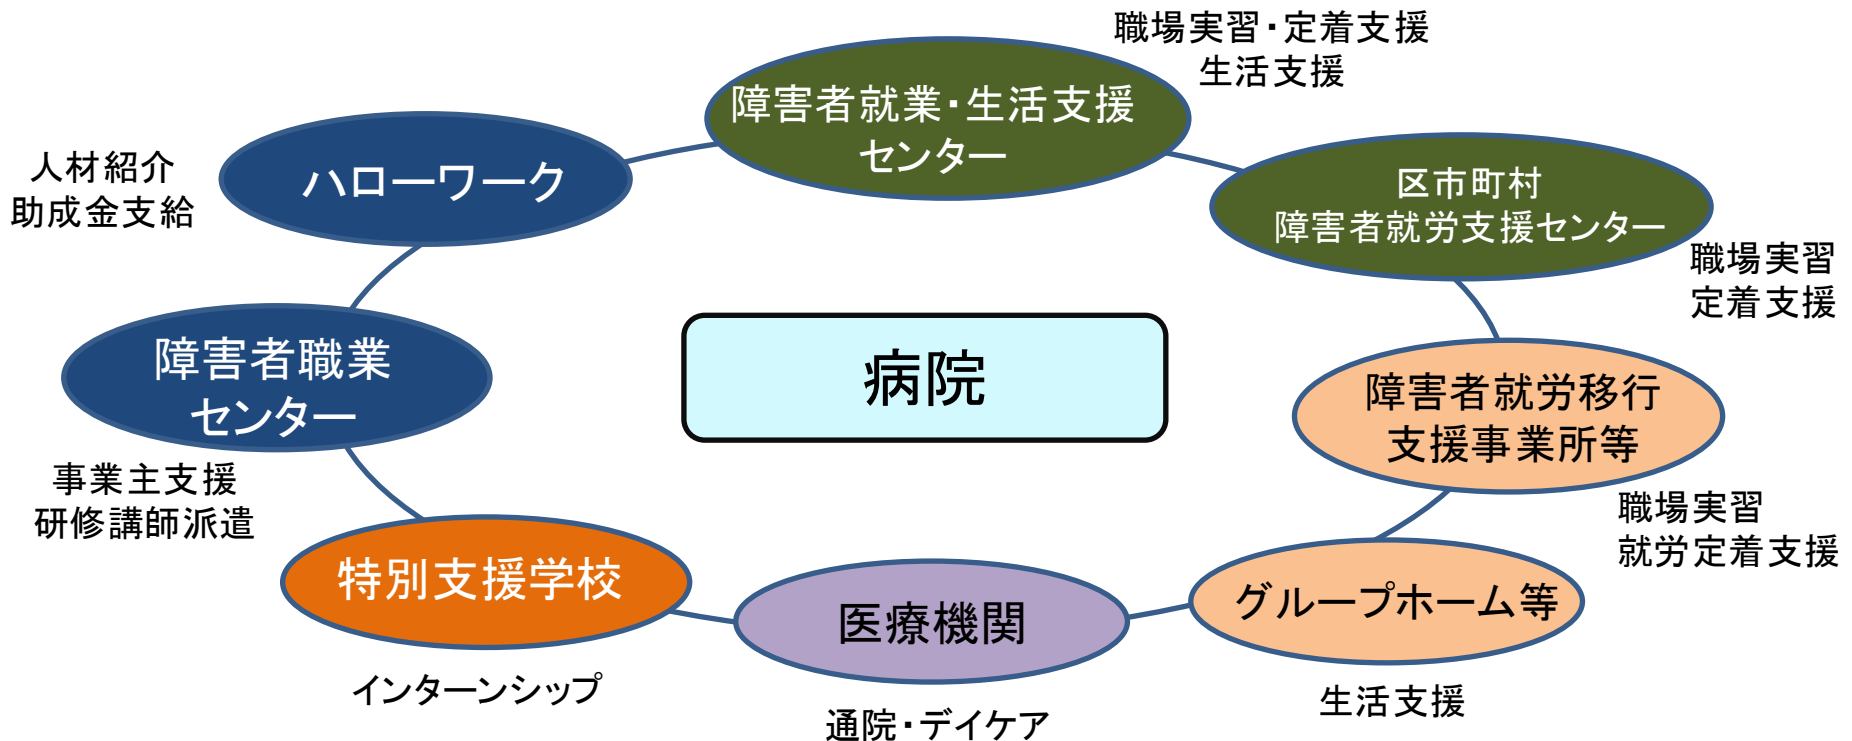 職場実習・定着支援
生活支援
障害者就業・生活支援
センター
ハローワーク
人材紹介
助成金支給
区市町村
障害者就労支援センター
職場実習
定着支援
障害者職業
センター
事業主支援
研修講師派遣
病院
障害者就労移行
支援事業所等
職場実習
就労定着支援
特別支援学校
インターンシップ
医療機関
通院・デイケア
グループホーム等
生活支援